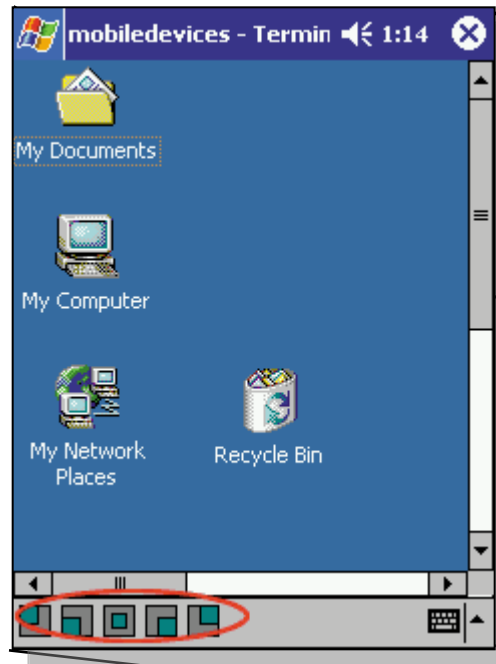 mobiledevices - Termin 1:14
My Documents
My Computer
My Network
Places
Recycle Bin